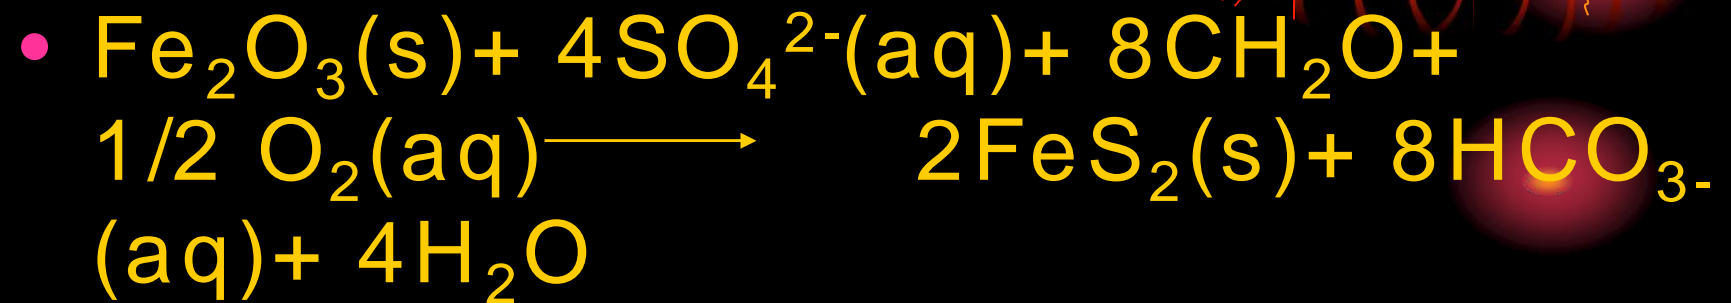 • Fe₂O₃(s)+ 4SO₄²⁻(aq)+ 8CH₂O+
1/2 O₂(aq)⟶ 2FeS₂(s)+ 8HCO₃₋
(aq)+ 4H₂O